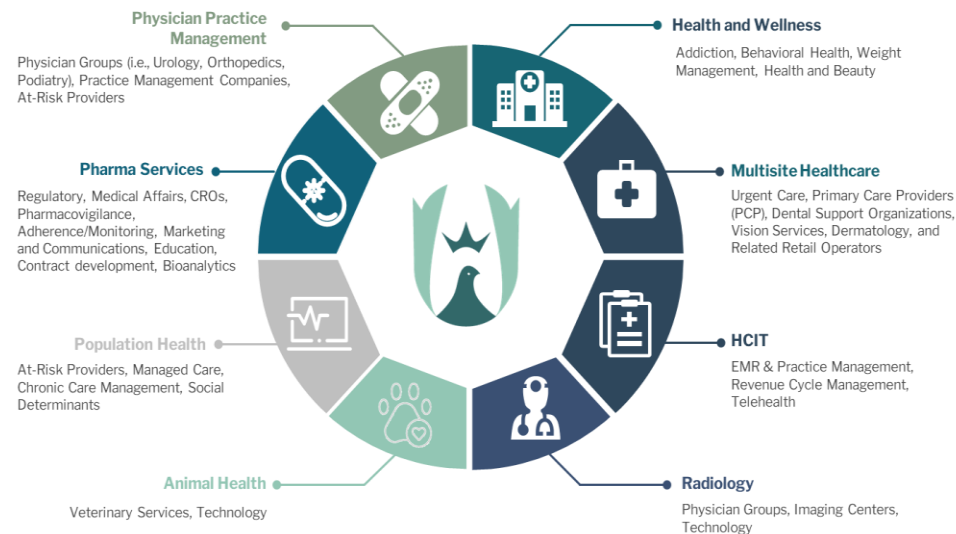 Physician Practice
Management
Physician Groups (i.e., Urology, Orthopedics,
Podiatry), Practice Management Companies,
At-Risk Providers
Health and Wellness
Addiction, Behavioral Health, Weight
Management, Health and Beauty
Pharma Services
Regulatory, Medical Affairs, CROs,
Pharmacovigilance,
Adherence/Monitoring, Marketing
and Communications, Education,
Contract development, Bioanalytics
Multisite Healthcare
Urgent Care, Primary Care Providers
(PCP), Dental Support Organizations,
Vision Services, Dermatology, and
Related Retail Operators
Population Health
At-Risk Providers, Managed Care,
Chronic Care Management, Social
Determinants
HCIT
EMR & Practice Management,
Revenue Cycle Management,
Telehealth
Animal Health
Veterinary Services, Technology
Radiology
Physician Groups, Imaging Centers,
Technology